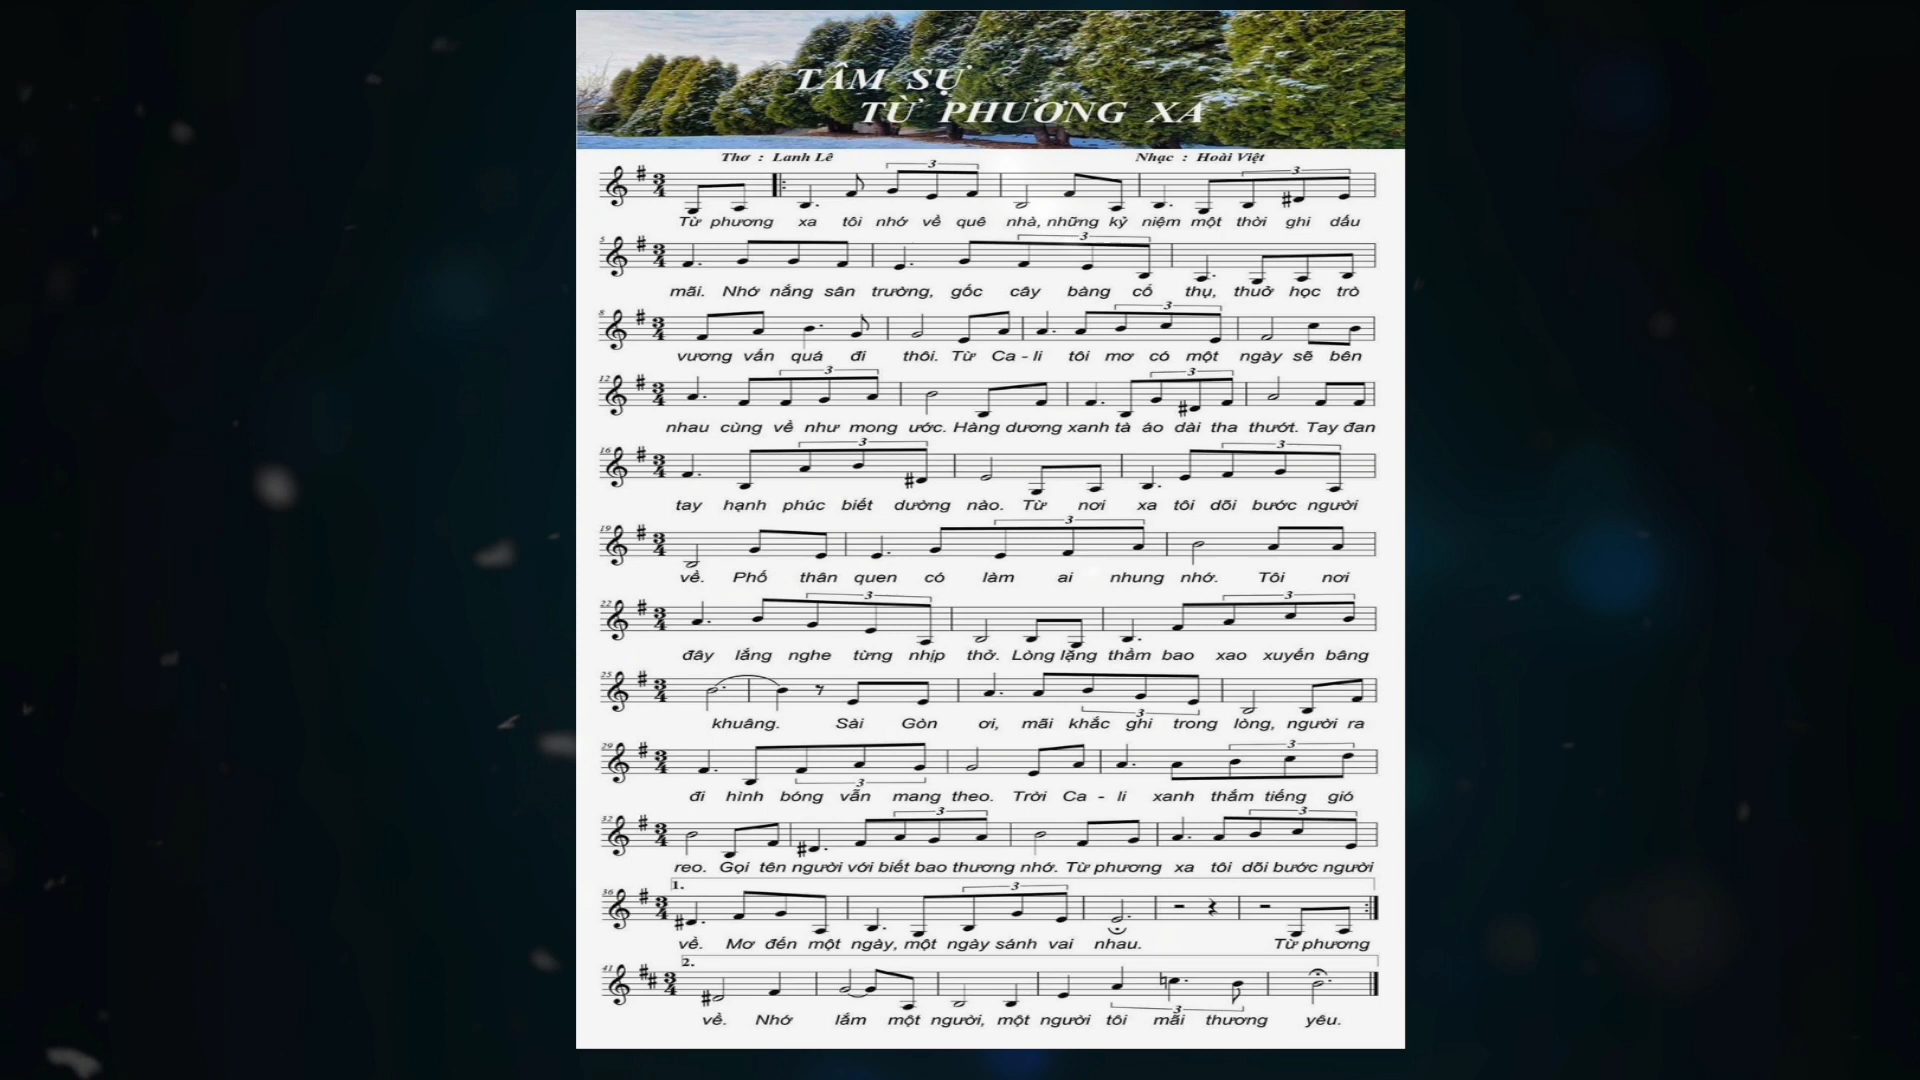 TÂM SỰ
TỪ PHƯƠNG XA
Thơ : Lanh Lê
Nhạc : Hoài Việt
Từ phương xa tôi nhớ về quê nhà, những kỷ niệm một thời ghi dấu
mãi. Nhớ nắng sân trường, gốc cây bàng cổ thụ, thuở học trò
vương vấn quá đi thôi. Từ Ca - li tôi mơ có một ngày sẽ bên
nhau cùng về như mong ước. Hàng dương xanh tà áo dài tha thướt. Tay đan
tay hạnh phúc biết dường nào. Từ nơi xa tôi dõi bước người
về. Phố thân quen có làm ai nhung nhớ. Tôi nơi
đây lắng nghe từng nhịp thở. Lòng lặng thầm bao xao xuyến bâng
khuâng. Sài Gòn ơi, mãi khắc ghi trong lòng, người ra
đi hình bóng vẫn mang theo. Trời Ca - li xanh thắm tiếng gió
reo. Gọi tên người với biết bao thương nhớ. Từ phương xa tôi dõi bước người
1.
về. Mơ đến một ngày, một ngày sánh vai nhau. Từ phương
2.
về. Nhớ lắm một người, một người tôi mãi thương yêu.